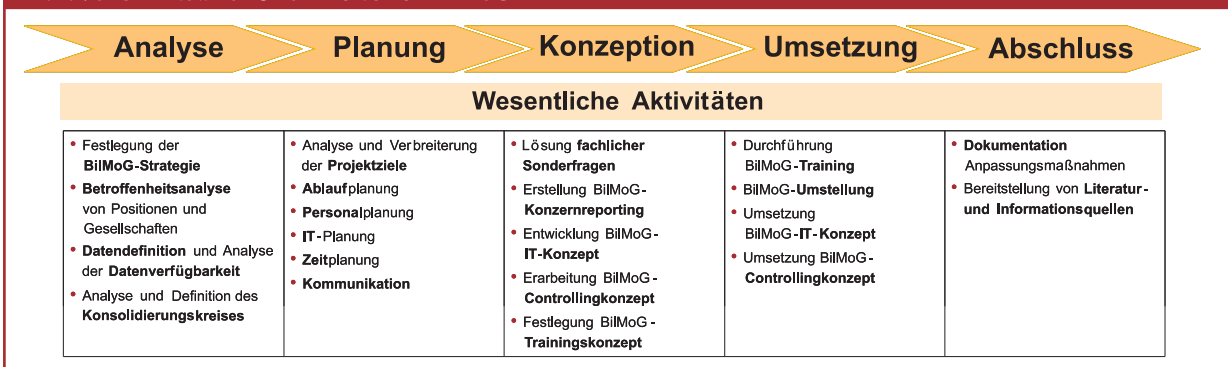 Analyse
Planung
Konzeption
Umsetzung
Abschluss
Wesentliche Aktivitäten
• Festlegung der
BilMoG-Strategie
• Betroffenheitsanalyse
von Positionen und
Gesellschaften
• Datendefinition und Analyse
der Datenverfügbarkeit
• Analyse und Definition des
Konsolidierungskreises
• Analyse und Verbreiterung
der Projektziele
• Ablaufplanung
• Personalplanung
• IT-Planung
• Zeitplanung
• Kommunikation
• Lösung fachlicher
Sonderfragen
• Erstellung BilMoG-
Konzernreporting
• Entwicklung BilMoG-
IT-Konzept
• Erarbeitung BilMoG-
Controllingkonzept
• Festlegung BilMoG-
Trainingskonzept
• Durchführung
BilMoG-Training
• BilMoG-Umstellung
• Umsetzung
BilMoG-IT-Konzept
• Umsetzung BilMoG-
Controllingkonzept
• Dokumentation
Anpassungsmaßnahmen
• Bereitstellung von Literatur-
und Informationsquellen